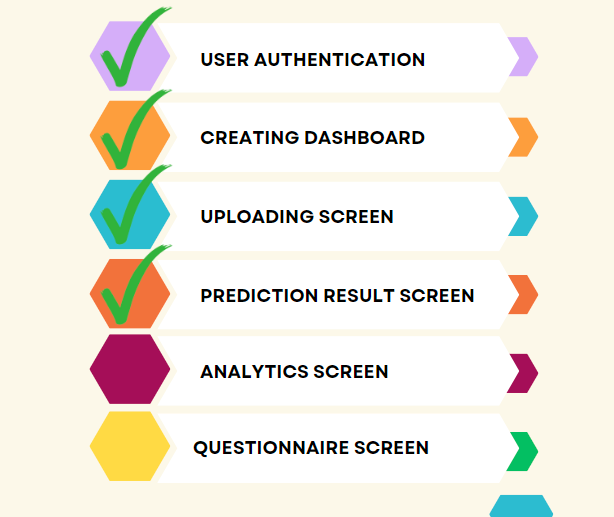 USER AUTHENTICATION
CREATING DASHBOARD
UPLOADING SCREEN
PREDICTION RESULT SCREEN
ANALYTICS SCREEN
QUESTIONNAIRE SCREEN